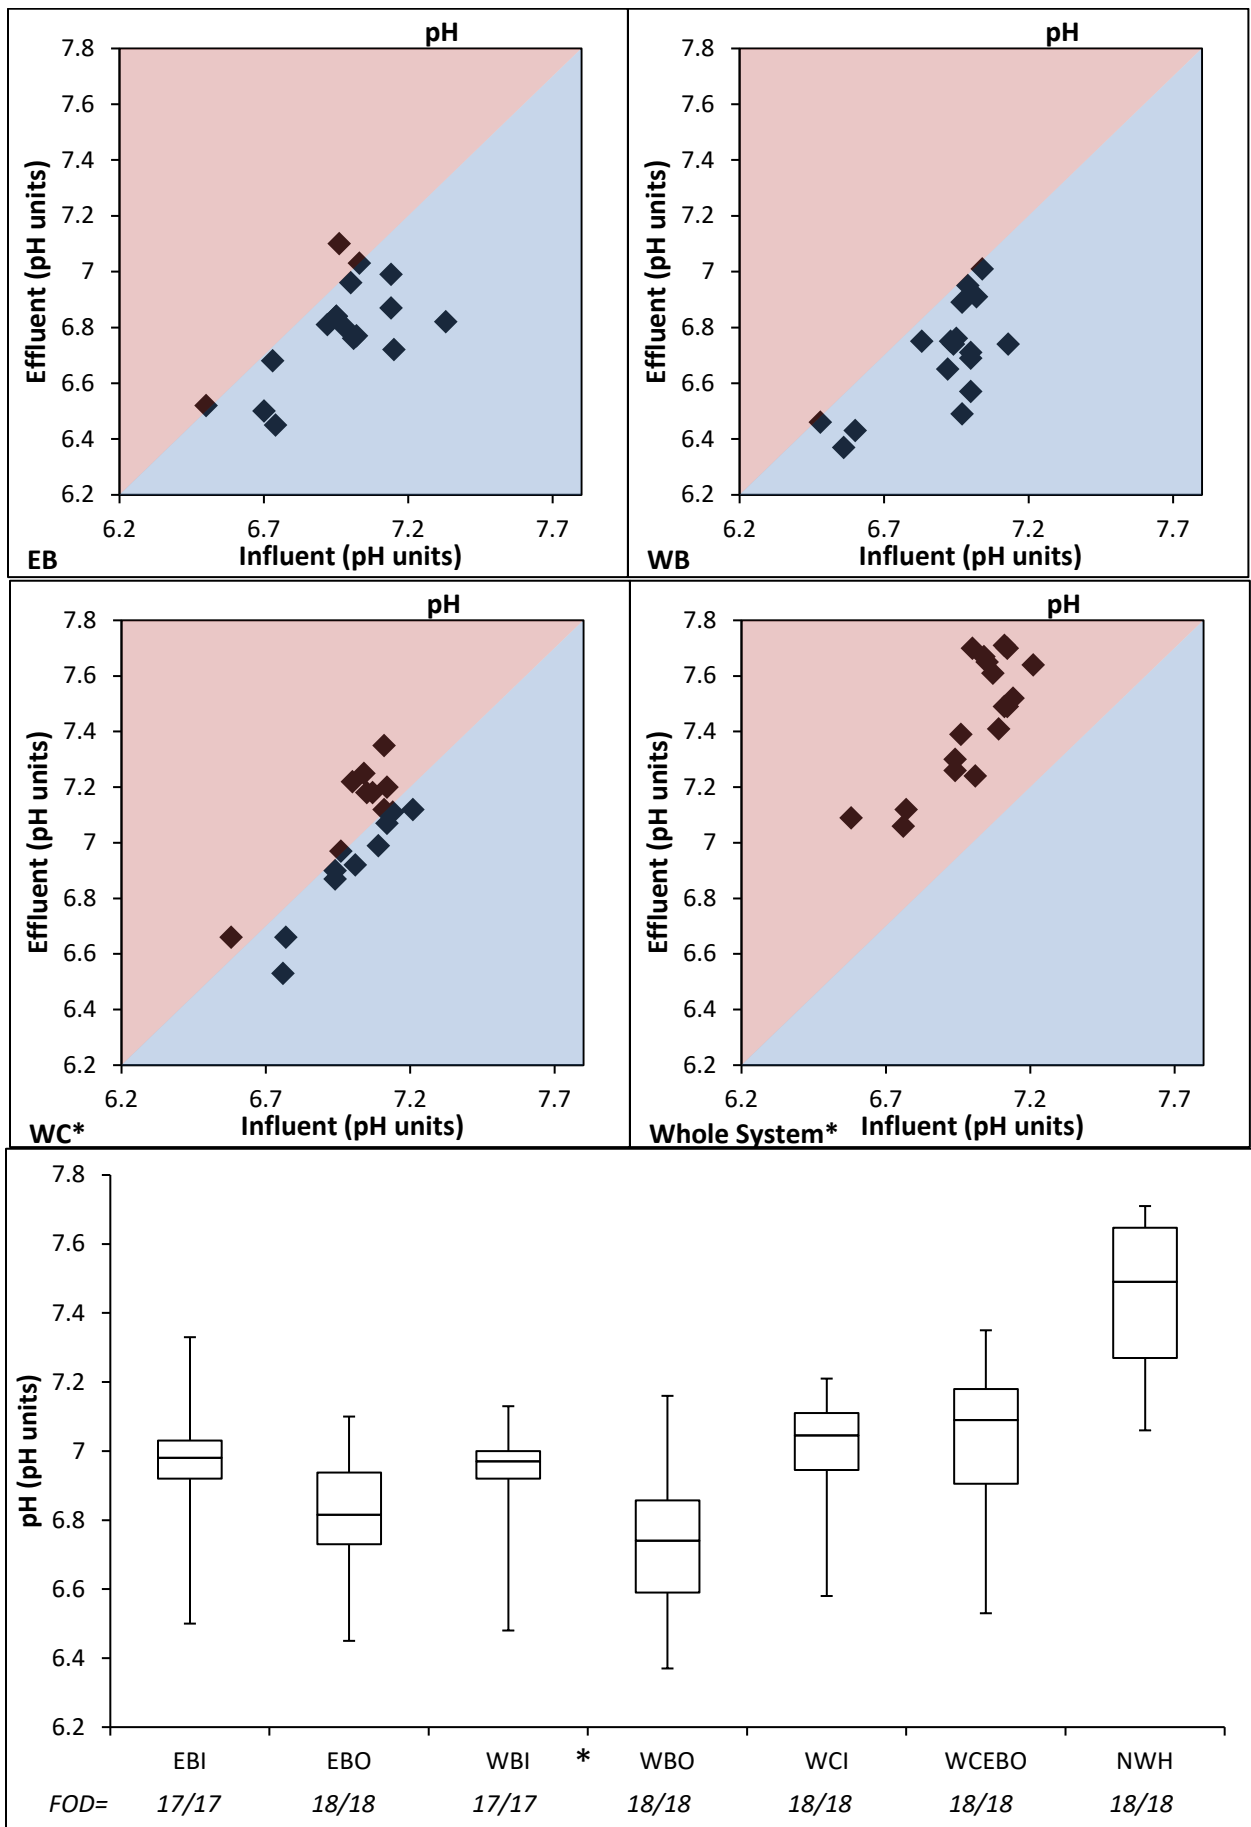 pH
7.8
7.6
7.4
7.2
7
6.8
6.6
6.4
6.2
Effluent (pH units)
6.2 6.7 7.2 7.7
Influent (pH units)
EB
pH
7.8
7.6
7.4
7.2
7
6.8
6.6
6.4
6.2
Effluent (pH units)
6.2 6.7 7.2 7.7
Influent (pH units)
WB
pH
7.8
7.6
7.4
7.2
7
6.8
6.6
6.4
6.2
Effluent (pH units)
6.2 6.7 7.2 7.7
Influent (pH units)
WC*
pH
7.8
7.6
7.4
7.2
7
6.8
6.6
6.4
6.2
Effluent (pH units)
6.2 6.7 7.2 7.7
Influent (pH units)
Whole System*
7.8
7.6
7.4
7.2
7
6.8
6.6
6.4
6.2
pH (pH units)
EBI EBO WBI * WBO WCI WCEBO NWH
FOD= 17/17 18/18 17/17 18/18 18/18 18/18 18/18